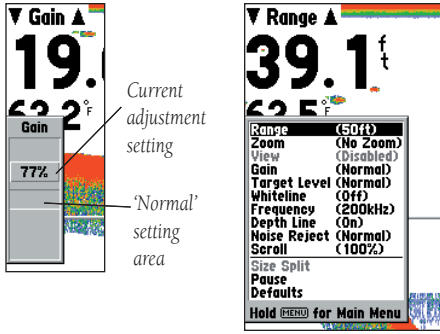 ▼ Gain ▲
19.
63.2°F
Gain
77%
Current
adjustment
setting
'Normal'
setting
area
▼ Range ▲
39.1 ft
62.5°F
Range (50ft)
Zoom (No Zoom)
View (Disabled)
Gain (Normal)
Target Level (Normal)
Whiteline (Off)
Frequency (200kHz)
Depth Line (On)
Noise Reject (Normal)
Scroll (100%)
Size Split
Pause
Defaults
Hold MENU for Main Menu